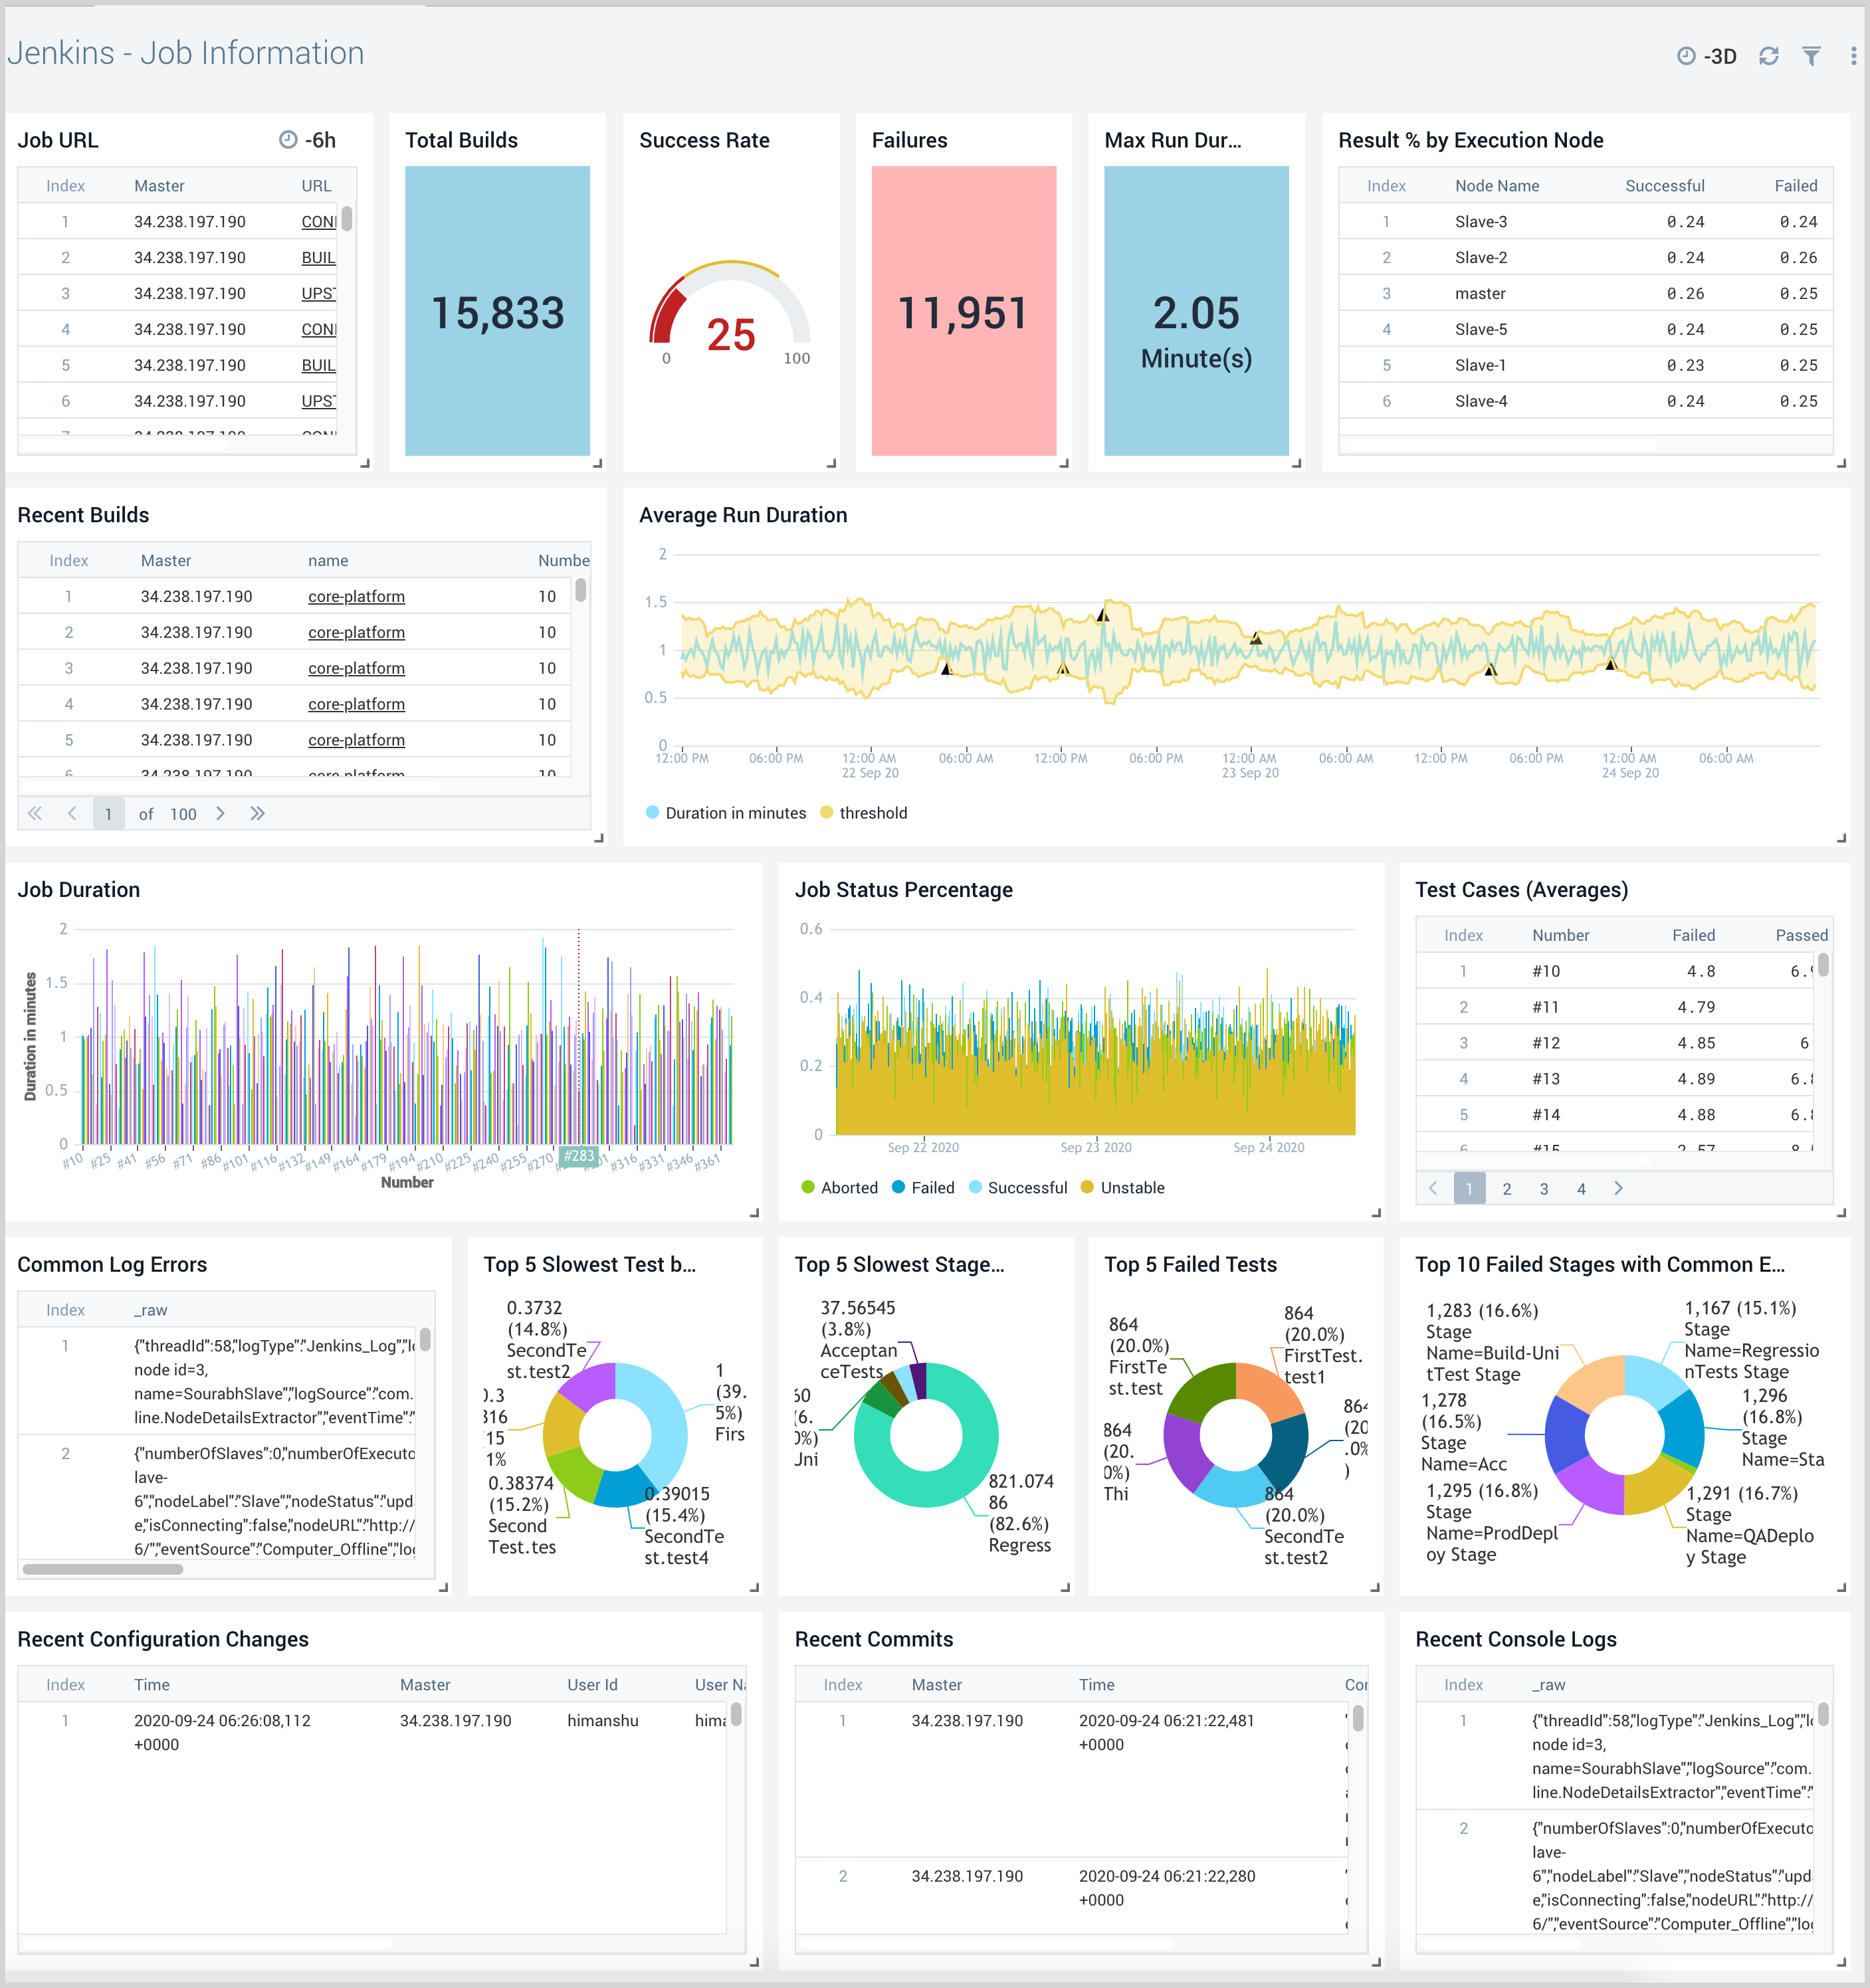 Jenkins - Job Information
-3D
Job URL
-6h
Index Master URL
1 34.238.197.190
2 34.238.197.190
3 34.238.197.190
4 34.238.197.190
5 34.238.197.190
6 34.238.197.190
Total Builds
15,833
Success Rate
25
0 100
Failures
11,951
Max Run Dur...
2.05
Minute(s)
Result % by Execution Node
Index Node Name Successful Failed
1 Slave-3 0.24 0.24
2 Slave-2 0.24 0.26
3 master 0.26 0.25
4 Slave-5 0.24 0.25
5 Slave-1 0.23 0.25
6 Slave-4 0.24 0.25
Recent Builds
Index Master name Numbe
1 34.238.197.190 core-platform 10
2 34.238.197.190 core-platform 10
3 34.238.197.190 core-platform 10
4 34.238.197.190 core-platform 10
5 34.238.197.190 core-platform 10
1 of 100
Average Run Duration
2
1.5
1
0.5
0
12:00 PM 06:00 PM 12:00 AM 06:00 AM 12:00 PM 06:00 PM 12:00 AM 06:00 AM 12:00 PM 06:00 PM 12:00 AM 06:00 AM
22 Sep 20 23 Sep 20 24 Sep 20
Duration in minutes threshold
Job Duration
Duration in minutes
2
1.5
1
0.5
0
#10 #25 #41 #56 #71 #86 #101 #116 #132 #149 #164 #179 #194 #210 #225 #240 #255 #270 #283 #316 #331 #346 #361
Number
Job Status Percentage
0.6
0.4
0.2
0
Sep 22 2020 Sep 23 2020 Sep 24 2020
Aborted Failed Successful Unstable
Test Cases (Averages)
Index Number Failed Passed
1 #10 4.8
2 #11 4.79
3 #12 4.85 6
4 #13 4.89
5 #14 4.88
1 2 3 4
Common Log Errors
Index _raw
1 {"threadId":58,"logType":"Jenkins_Log","
node id=3,
name=SourabhSlave","logSource":"com.
line.NodeDetailsExtractor","eventTime":"
2 {"numberOfSlaves":0,"numberOfExecuto
lave-
6","nodeLabel":"Slave","nodeStatus":"upd
e,"isConnecting":false,"nodeURL":"http://
6/","eventSource":"Computer_Offline","
Top 5 Slowest Test b...
0.3732
(14.8%)
SecondTe
st.test2
1
(39.
5%)
Firs
0.38374
(15.2%)
Second
Test.tes
0.39015
(15.4%)
SecondTe
st.test4
Top 5 Slowest Stage...
37.56545
(3.8%)
Acceptan
ceTests
821.074
86
(82.6%)
Regress
Top 5 Failed Tests
864
(20.0%)
FirstTe
st.test
864
(20.0%)
FirstTest.
test1
864
(20.
0%)
Thi
864
(20
.0%
)
864
(20.0%)
SecondTe
st.test2
Top 10 Failed Stages with Common E...
1,283 (16.6%)
Stage
Name=Build-Uni
tTest Stage
1,167 (15.1%)
Stage
Name=Regressio
nTests Stage
1,278
(16.5%)
Stage
Name=Acc
1,296
(16.8%)
Stage
Name=Sta
1,295 (16.8%)
Stage
Name=ProdDepl
oy Stage
1,291 (16.7%)
Stage
Name=QADeplo
y Stage
Recent Configuration Changes
Index Time Master User Id User
1 2020-09-24 06:26:08,112 34.238.197.190 himanshu
+0000
Recent Commits
Index Master Time
1 34.238.197.190 2020-09-24 06:21:22,481
+0000
2 34.238.197.190 2020-09-24 06:21:22,280
+0000
Recent Console Logs
Index _raw
1 {"threadId":58,"logType":"Jenkins_Log","
node id=3,
name=SourabhSlave","logSource":"com.
line.NodeDetailsExtractor","eventTime":"
2 {"numberOfSlaves":0,"numberOfExecuto
lave-
6","nodeLabel":"Slave","nodeStatus":"upd
e,"isConnecting":false,"nodeURL":"http://
6/","eventSource":"Computer_Offline","